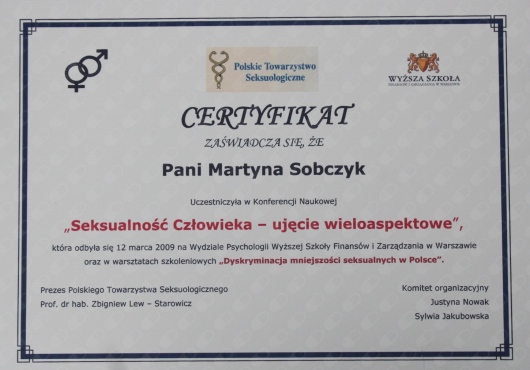 Polskie Towarzystwo
Seksuologiczne
WYŻSZA SZKOŁA
CERTYFIKAT
ZAŚWIADCZA SIĘ, ŻE
Pani Martyna Sobczyk
Uczestniczyła w Konferencji Naukowej
„Seksualność Człowieka – ujęcie wieloaspektowe”,
która odbyła się 12 marca 2009 na Wydziale Psychologii Wyższej Szkoły Finansów i Zarządzania w Warszawie
oraz w warsztatach szkoleniowych „Dyskryminacja mniejszości seksualnych w Polsce”.
Prezes Polskiego Towarzystwa Seksuologicznego
Prof. dr hab. Zbigniew Lew – Starowicz
Komitet organizacyjny
Justyna Nowak
Sylwia Jakubowska